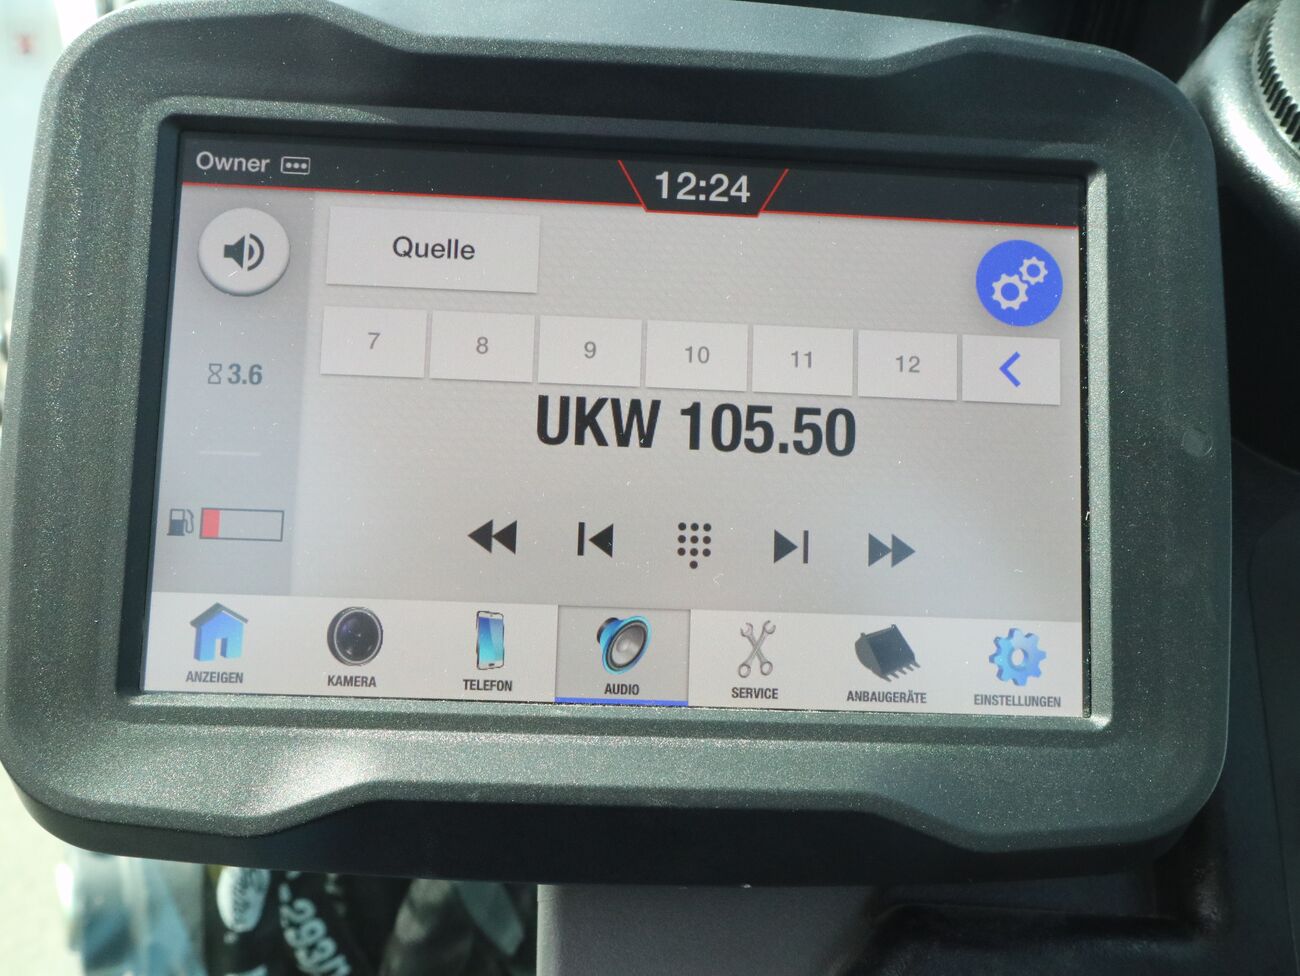 Owner
12:24
Quelle
7 8 9 10 11 12
3.6
UKW 105.50
ANZEIGEN KAMERA TELEFON AUDIO SERVICE ANBAUGERÄTE EINSTELLUNGEN
-293/